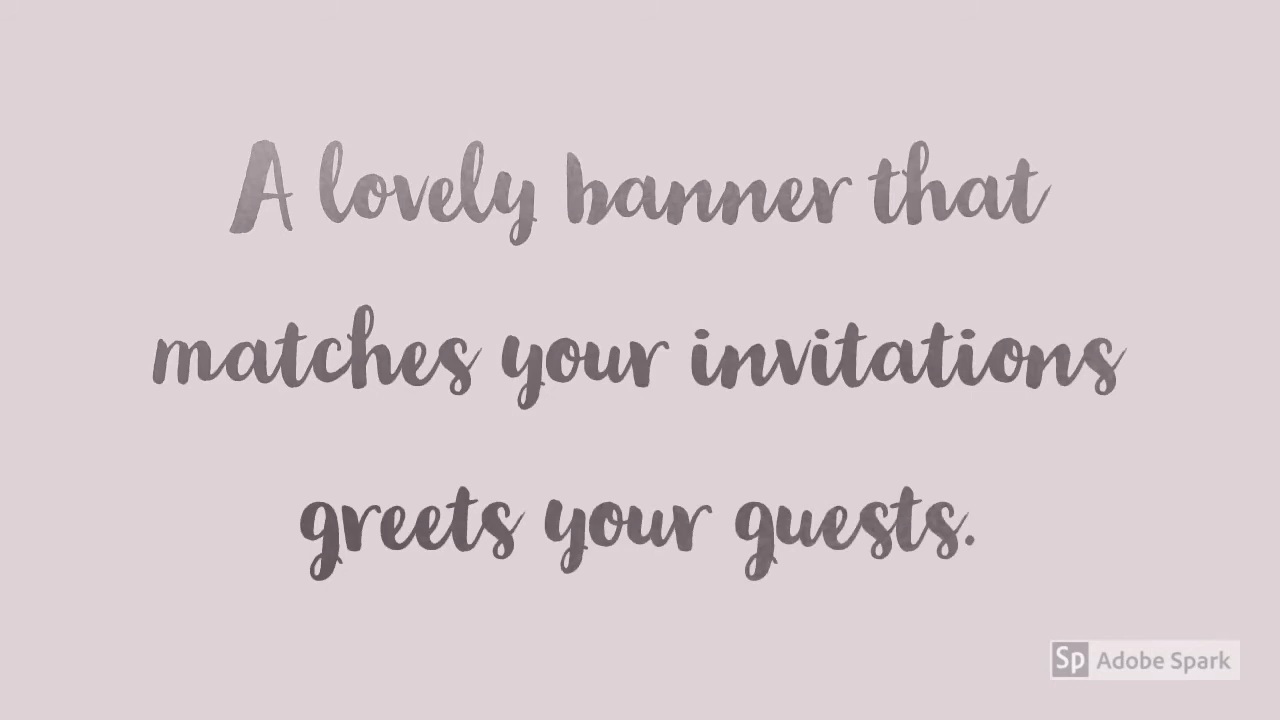 A lovely banner that
matches your invitations
greets your guests.
Sp Adobe Spark